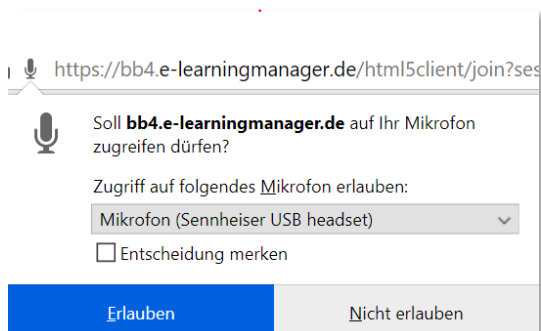 https://bb4.e-learningmanager.de/html5client/join?ses
Soll bb4.e-learningmanager.de auf Ihr Mikrofon
zugreifen dürfen?
Zugriff auf folgendes Mikrofon erlauben:
Mikrofon (Sennheiser USB headset)
Entscheidung merken
Erlauben
Nicht erlauben